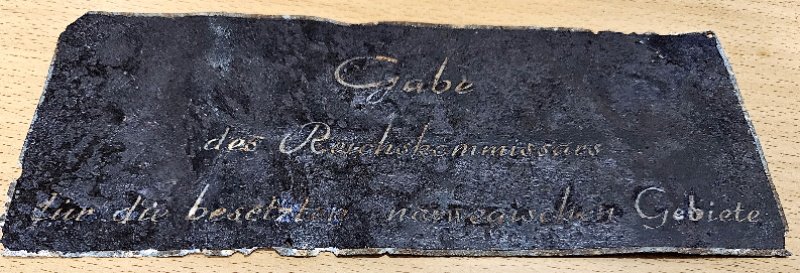 Gabe
des Reichskommissars
für die besetzten norwegischen Gebiete